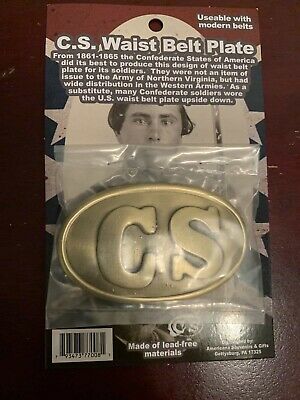 Useable with
modern belts
C.S. Waist Belt Plate
From 1861-1865 the Confederate States of America
did its best to produce this design of waist belt
plate for its soldiers. They were not an item of
issue to the Army of Northern Virginia, but had
wide distribution in the Western Armies. As a
substitute, many Confederate soldiers wore
the U.S. waist belt plate upside down.
CS
Made of lead-free
materials
Americana Souvenirs & Gifts
Gettysburg, PA 17325